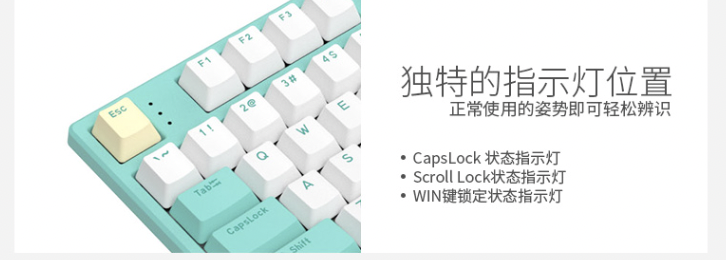 独特的指示灯位置
正常使用的姿势即可轻松辨识
• CapsLock 状态指示灯
• Scroll Lock状态指示灯
• WIN键锁定状态指示灯
Esc
F1
F2
F3
\ ~
1 !
2@
3#
4$
Tab
Q
W
E
CapsLock
A
S
Shift
Z